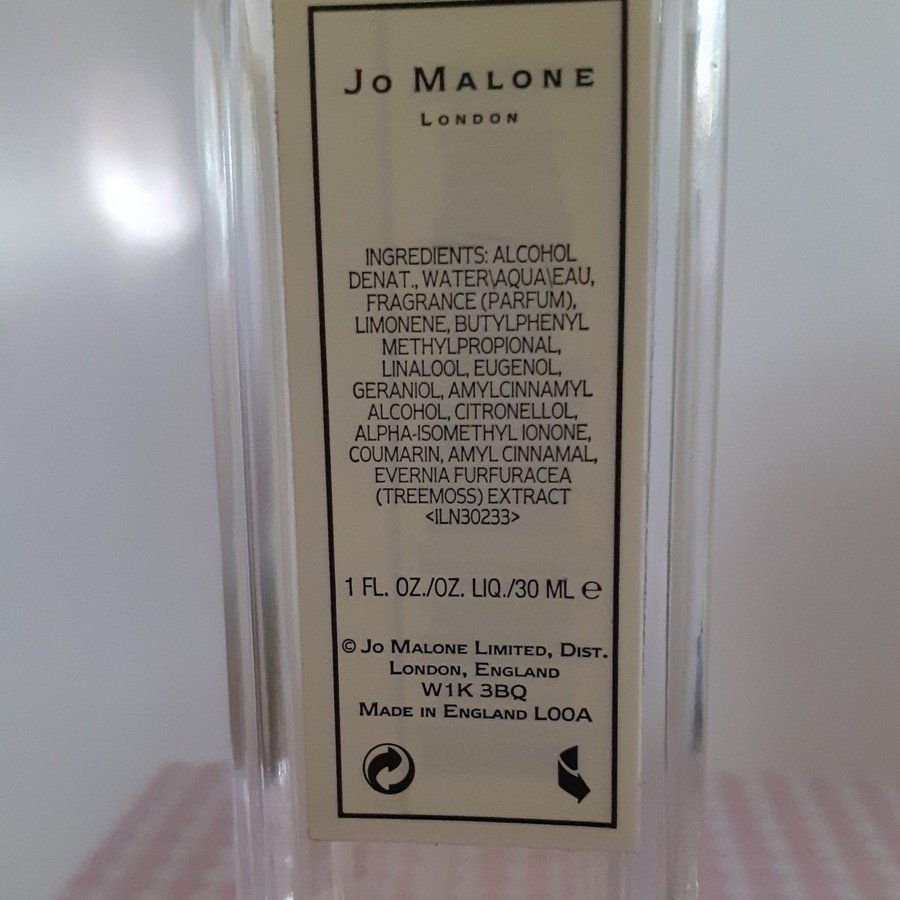 Jo Malone
London
INGREDIENTS: ALCOHOL
DENAT., WATER\AQUA\EAU,
FRAGRANCE (PARFUM),
LIMONENE, BUTYLPHENYL
METHYLPROPIONAL,
LINALOOL, EUGENOL,
GERANIOL, AMYLCINNAMYL
ALCOHOL, CITRONELLOL,
ALPHA-ISOMETHYL IONONE,
COUMARIN, AMYL CINNAMAL,
EVERNIA FURFURACEA
(TREEMOSS) EXTRACT
<ILN30233>
1 FL. OZ./OZ. LIQ./30 ML ℮
© Jo Malone Limited, Dist.
London, England
W1K 3BQ
Made in England L00A